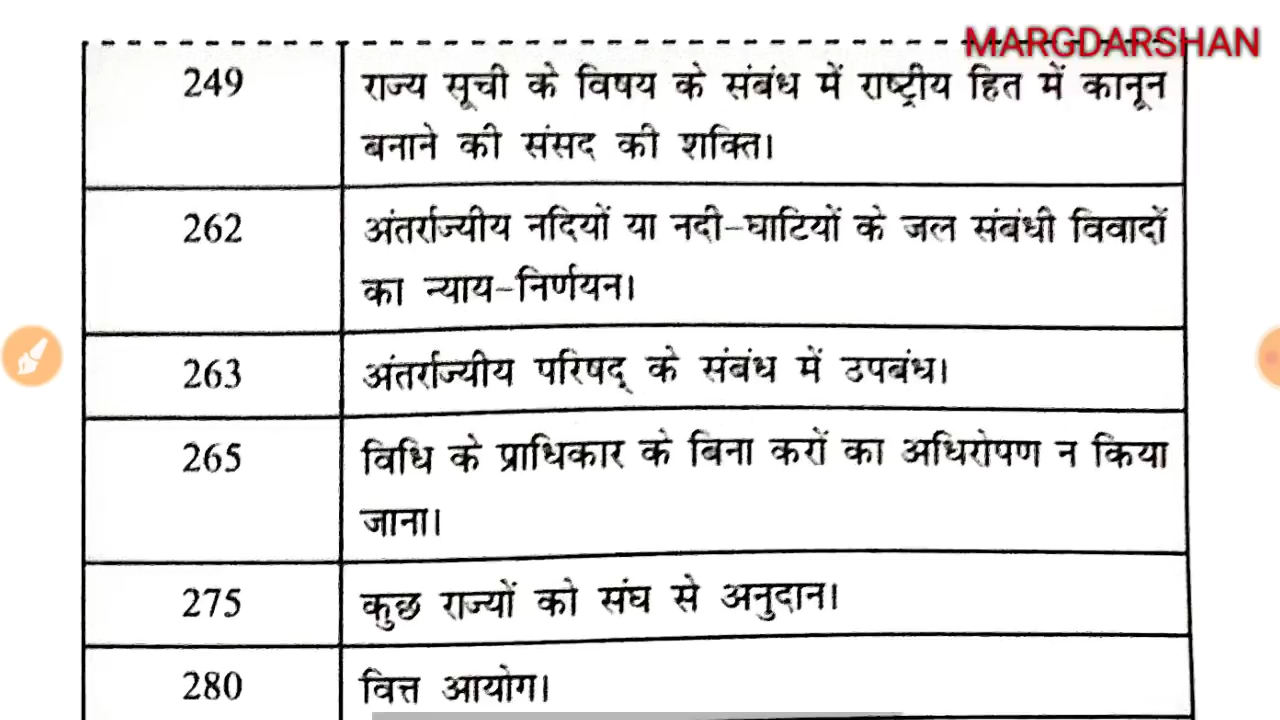 MARGDARSHAN
249 राज्य सूची के विषय के संबंध में राष्ट्रीय हित में कानून
बनाने की संसद की शक्ति।
262 अंतर्राज्यीय नदियों या नदी-घाटियों के जल संबंधी विवादों
का न्याय-निर्णयन।
263 अंतर्राज्यीय परिषद् के संबंध में उपबंध।
265 विधि के प्राधिकार के बिना करों का अधिरोपण न किया
जाना।
275 कुछ राज्यों को संघ से अनुदान।
280 वित्त आयोग।